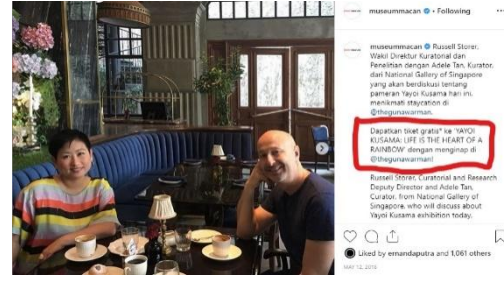 museummacan • Following
museummacan Russell Storer,
Wakil Direktur Kuratorial dan
Penelitian dengan Adele Tan, Kurator,
dari National Gallery of Singapore
yang akan berdiskusi tentang
pameran Yayoi Kusama hari ini,
menikmati staycation di
@thegunawarman.
Dapatkan tiket gratis* ke 'YAYOI
KUSAMA: LIFE IS THE HEART OF A
RAINBOW' dengan menginap di
@thegunawarman!
Russell Storer, Curatorial and Research
Deputy Director and Adele Tan,
Curator, from National Gallery of
Singapore, who will discuss about
Yayoi Kusama exhibition today,
Liked by ernandaputra and 1,061 others
MAY 12, 2018